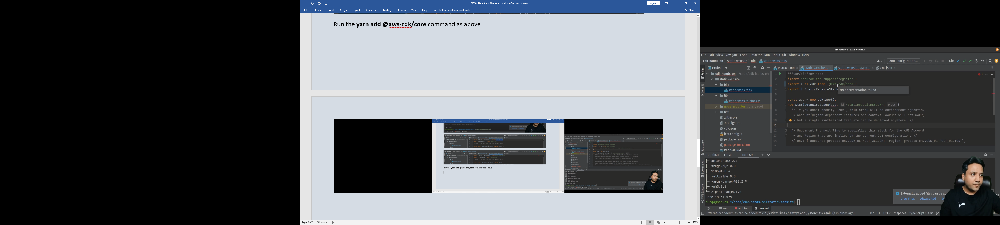 AWS CDK - Static Website Hands-on Session - Word
Sign in
File Home Insert Design Layout References Mailings Review View Help Tell me what you want to do
Share
Run the yarn add @aws-cdk/core command as above
Run the yarn add @aws-cdk/core command as above
Page 2 of 2 31 words
220%
cdk-hands-on - static-website.ts
File Edit View Navigate Code Refactor Run Tools Git Window Help
cdk-hands-on static-website bin static-website.ts
Add Configuration...
Git:
Project
README.md static-website.ts static-website-stack.ts cdk.json
Project
Commit
Structure
Bookmarks
AWS Explorer
cdk-hands-on ~/code/cdk-hands-on
static-website
bin
static-website.ts
lib
static-website-stack.ts
node_modules library root
test
.gitignore
.npmignore
cdk.json
jest.config.js
package.json
package-lock.json
README.md
1 #!/usr/bin/env node
2 import 'source-map-support/register';
3 import * as cdk from '@aws-cdk/core';
4 import { StaticWebsiteStack
No documentation found.
5
6 const app = new cdk.App();
7 new StaticWebsiteStack(app, id: 'StaticWebsiteStack', props: {
8 /* If you don't specify 'env', this stack will be environment-agnostic.
9 * Account/Region-dependent features and context lookups will not work,
10 * but a single synthesized template can be deployed anywhere. */
11
12 /* Uncomment the next line to specialize this stack for the AWS Account
13 * and Region that are implied by the current CLI configuration. */
14 // env: { account: process.env.CDK_DEFAULT_ACCOUNT, region: process.env.CDK_DEFAULT_REGION },
1
Terminal: Local Local (2)
├─ xmlchars@2.2.0
├─ xregexp@2.0.0
├─ y18n@4.0.3
├─ yallist@4.0.0
├─ yargs-parser@20.2.9
├─ yn@3.1.1
└─ zip-stream@4.1.0
Done in 31.57s.
durga@pop-os:~/code/cdk-hands-on/static-website$
Externally added files can be
View Files Always Add
Git TODO Problems Terminal
Externally added files can be added to Git // View Files // Always Add // Don't Ask Again (9 minutes ago)
11:1 LF UTF-8 2 spaces TypeScript 3.9.10